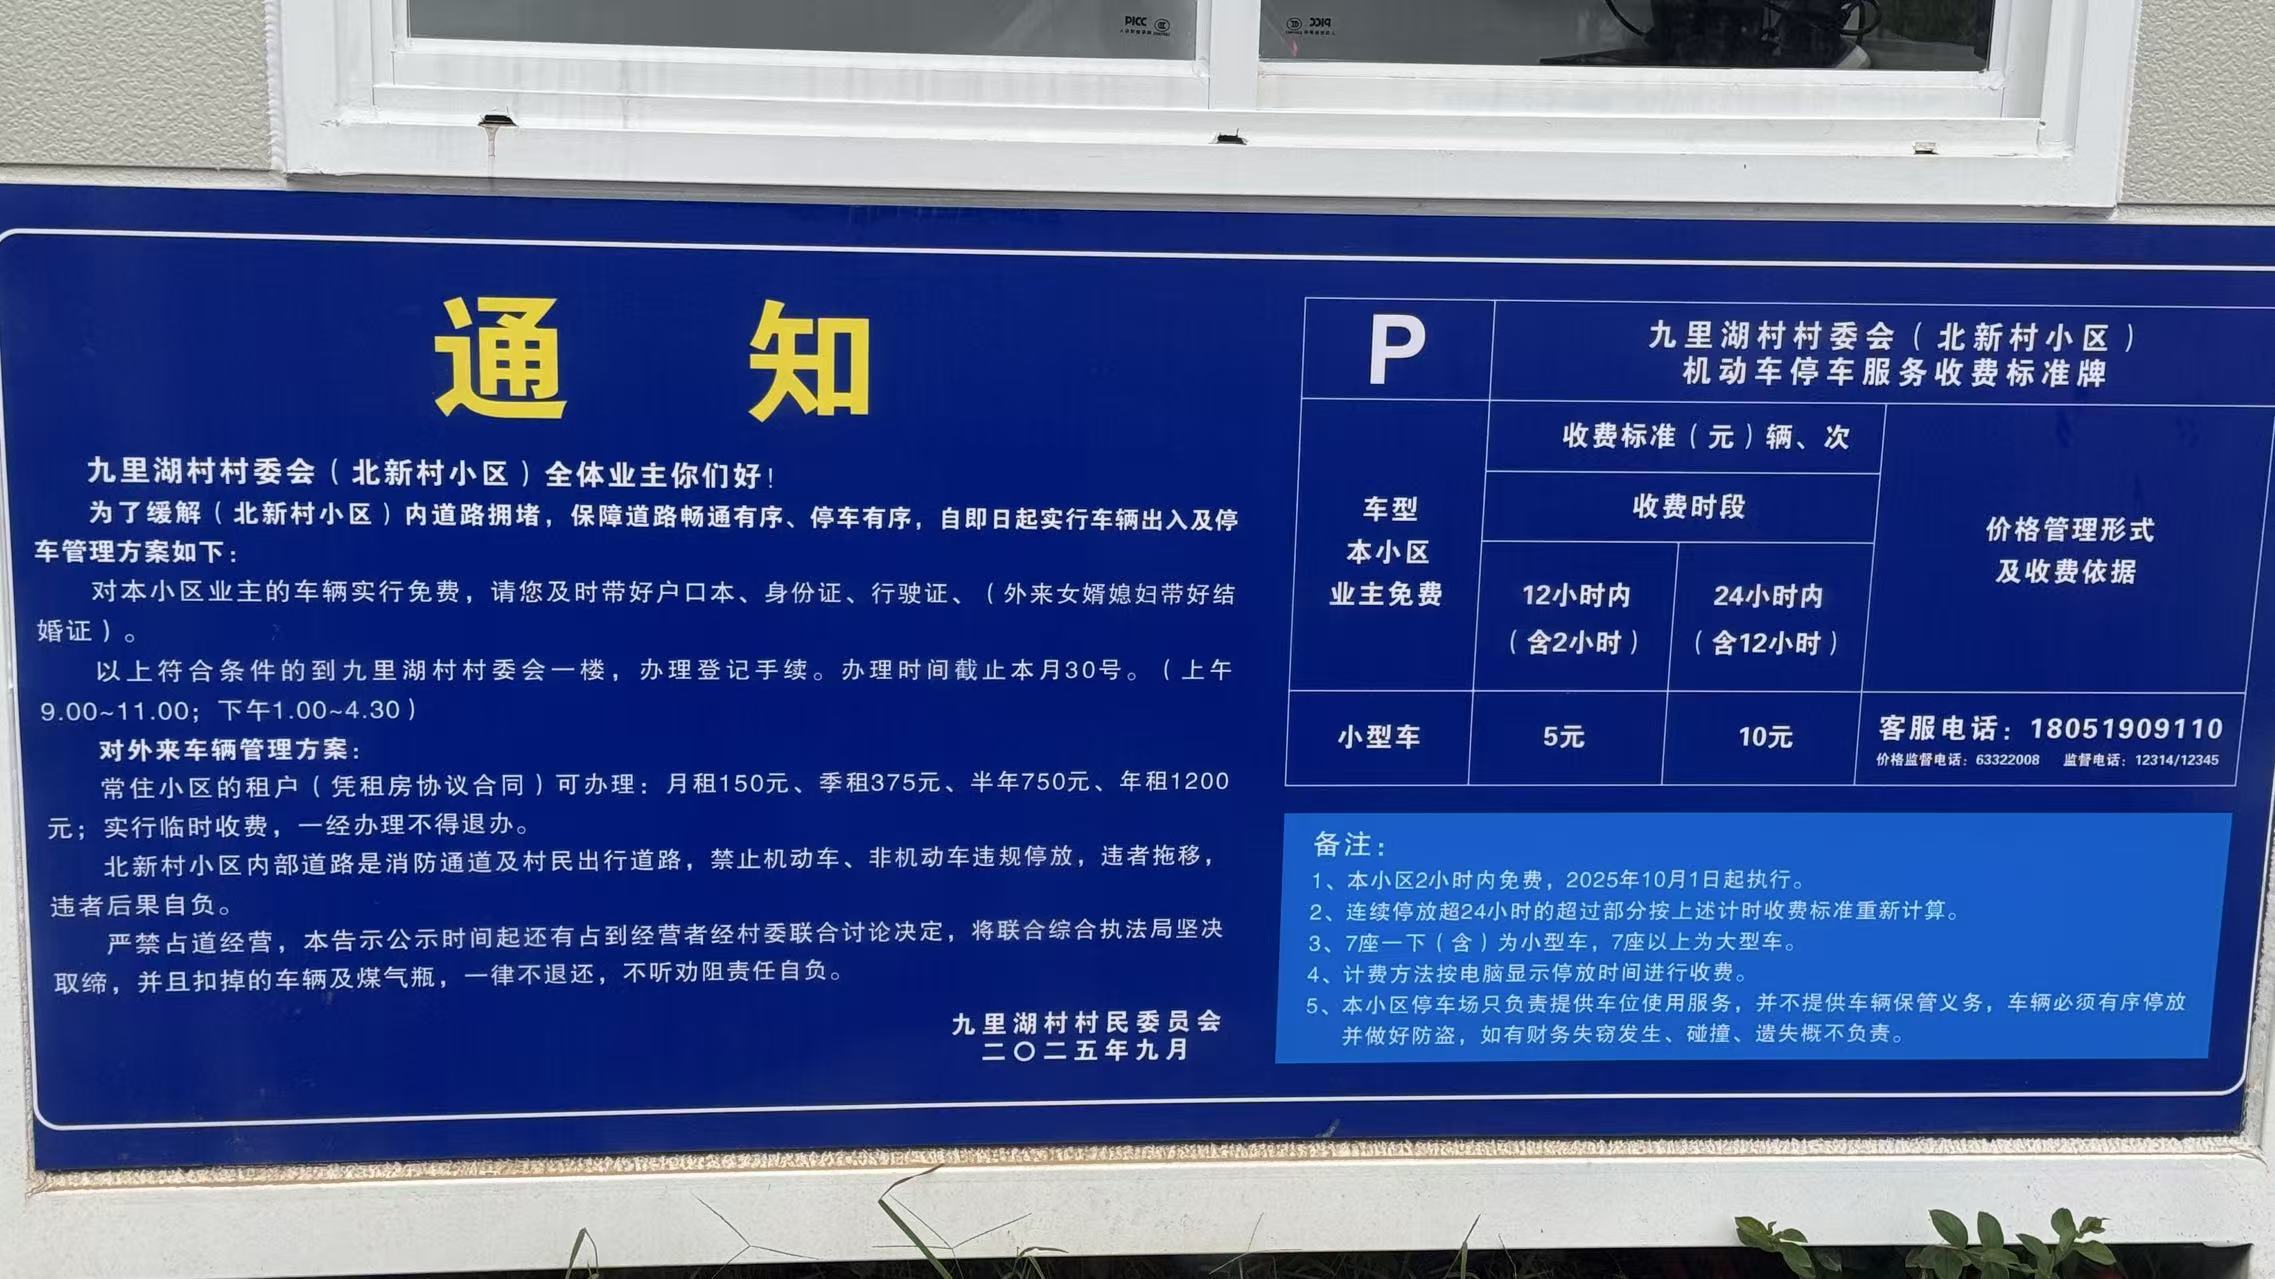 PICC
PICC
通 知
九里湖村村委会（北新村小区）全体业主你们好！
为了缓解（北新村小区）内道路拥堵，保障道路畅通有序、停车有序，自即日起实行车辆出入及停
车管理方案如下：
对本小区业主的车辆实行免费，请您及时带好户口本、身份证、行驶证、（外来女婿媳妇带好结
婚证）。
以上符合条件的到九里湖村村委会一楼，办理登记手续。办理时间截止本月30号。（上午
9.00~11.00；下午1.00~4.30）
对外来车辆管理方案：
常住小区的租户（凭租房协议合同）可办理：月租150元、季租375元、半年750元、年租1200
元；实行临时收费，一经办理不得退办。
北新村小区内部道路是消防通道及村民出行道路，禁止机动车、非机动车违规停放，违者拖移，
违者后果自负。
严禁占道经营，本告示公示时间起还有占到经营者经村委联合讨论决定，将联合综合执法局坚决
取缔，并且扣掉的车辆及煤气瓶，一律不退还，不听劝阻责任自负。
九里湖村村民委员会
二〇二五年九月
P
九里湖村村委会（北新村小区）
机动车停车服务收费标准牌
车型
本小区
业主免费
收费标准（元）辆、次
收费时段
12小时内
（含2小时）
24小时内
（含12小时）
价格管理形式
及收费依据
小型车
5元
10元
客服电话：18051909110
价格监督电话：63322008 监督电话：12314/12345
备注：
1、本小区2小时内免费，2025年10月1日起执行。
2、连续停放超24小时的超过部分按上述计时收费标准重新计算。
3、7座一下（含）为小型车，7座以上为大型车。
4、计费方法按电脑显示停放时间进行收费。
5、本小区停车场只负责提供车位使用服务，并不提供车辆保管义务，车辆必须有序停放
并做好防盗，如有财务失窃发生、碰撞、遗失概不负责。